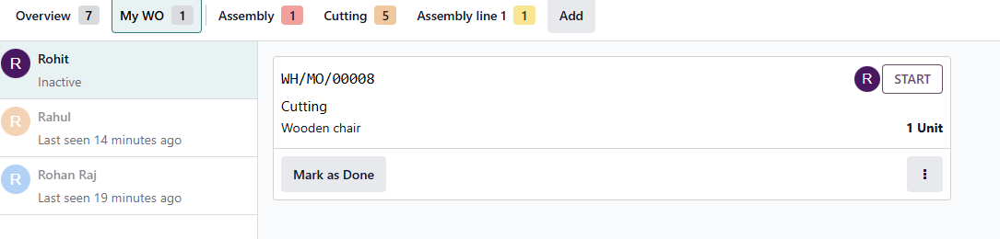 Overview 7 My WO 1 Assembly 1 Cutting 5 Assembly line 1 1 Add
R Rohit
Inactive
R Rahul
Last seen 14 minutes ago
R Rohan Raj
Last seen 19 minutes ago
WH/MO/00008 R START
Cutting
Wooden chair 1 Unit
Mark as Done